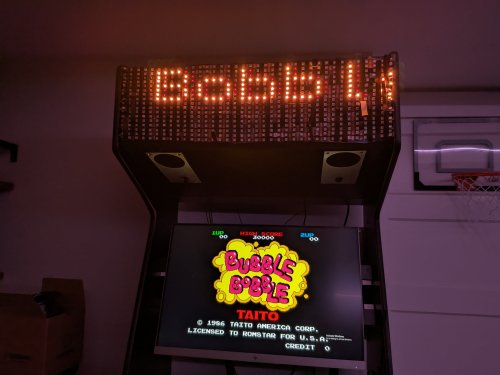 Bobbl
1UP HIGH SCORE 2UP
00 30000 00
BUBBLE
BOBBLE
TAITO
© 1986 TAITO AMERICA CORP.
LICENSED TO ROMSTAR FOR U.S.A.
CREDIT 0